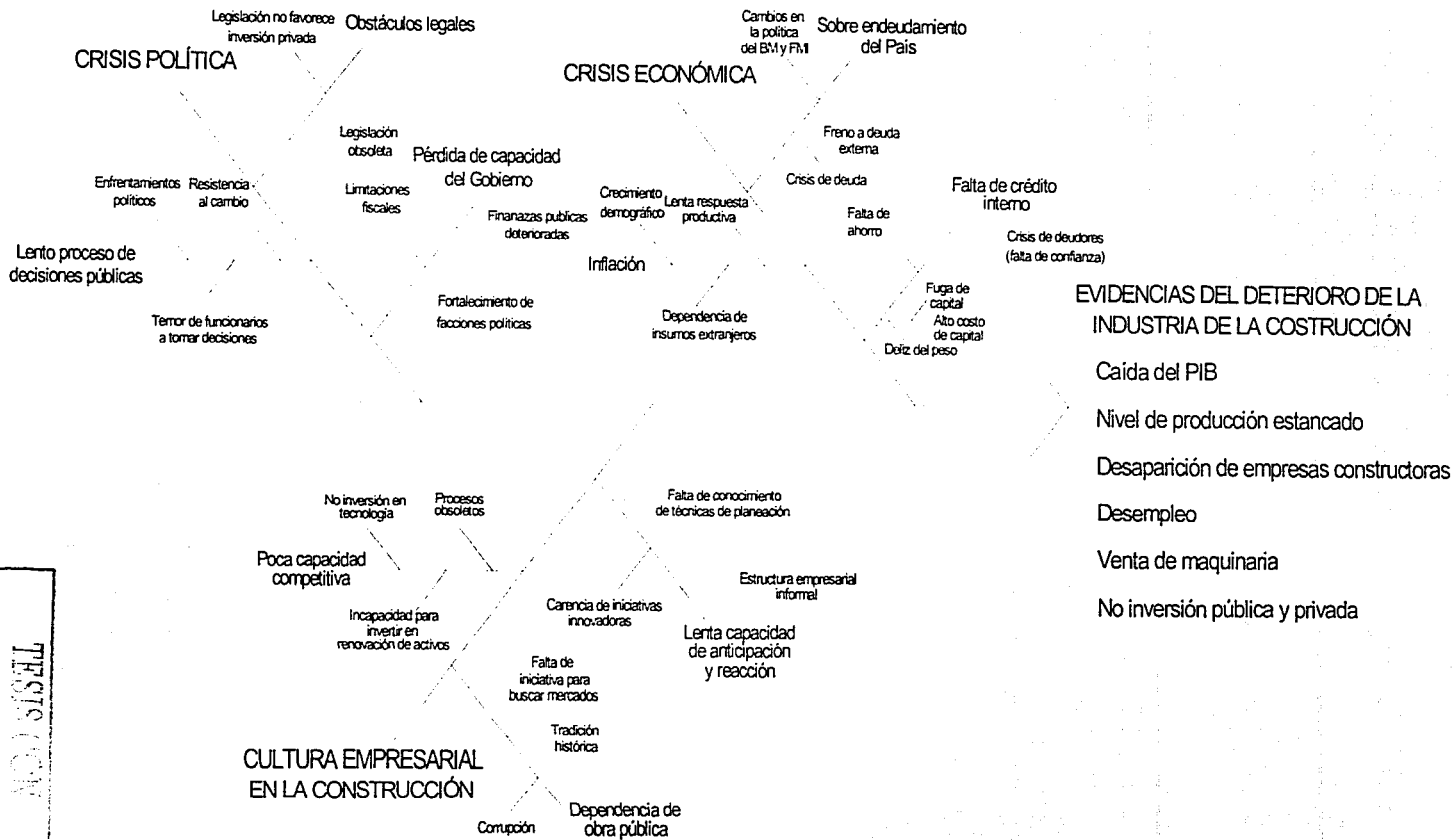 Legislación no favorece
inversión privada
Obstáculos legales
CRISIS POLÍTICA
Legislación
obsoleta
Pérdida de capacidad
del Gobierno
Enfrentamientos
políticos
Resistencia
al cambio
Limitaciones
fiscales
Finanazas publicas
deterioradas
Lento proceso de
decisiones públicas
Temor de funcionarios
a tomar decisiones
Fortalecimiento de
facciones políticas
Cambios en
la política
del BM y FMI
Sobre endeudamiento
del Pais
CRISIS ECONÓMICA
Freno a deuda
externa
Crisis de deuda
Crecimiento
demográfico
Lenta respuesta
productiva
Falta de
ahorro
Falta de crédito
interno
Crisis de deudores
(falta de confianza)
Inflación
Dependencia de
insumos extranjeros
Fuga de
capital
Alto costo
de capital
Deliz del peso
EVIDENCIAS DEL DETERIORO DE LA
INDUSTRIA DE LA COSTRUCCIÓN
Caida del PIB
Nivel de producción estancado
Desaparición de empresas constructoras
Desempleo
Venta de maquinaria
No inversión pública y privada
No inversión en
tecnología
Procesos
obsoletos
Poca capacidad
competitiva
Incapacidad para
invertir en
renovación de activos
Falta de conocimiento
de técnicas de planeación
Estructura empresarial
informal
Carencia de iniciativas
innovadoras
Lenta capacidad
de anticipación
y reacción
Falta de
iniciativa para
buscar mercados
Tradición
histórica
CULTURA EMPRESARIAL
EN LA CONSTRUCCIÓN
Corrupción
Dependencia de
obra pública
TESIS CON